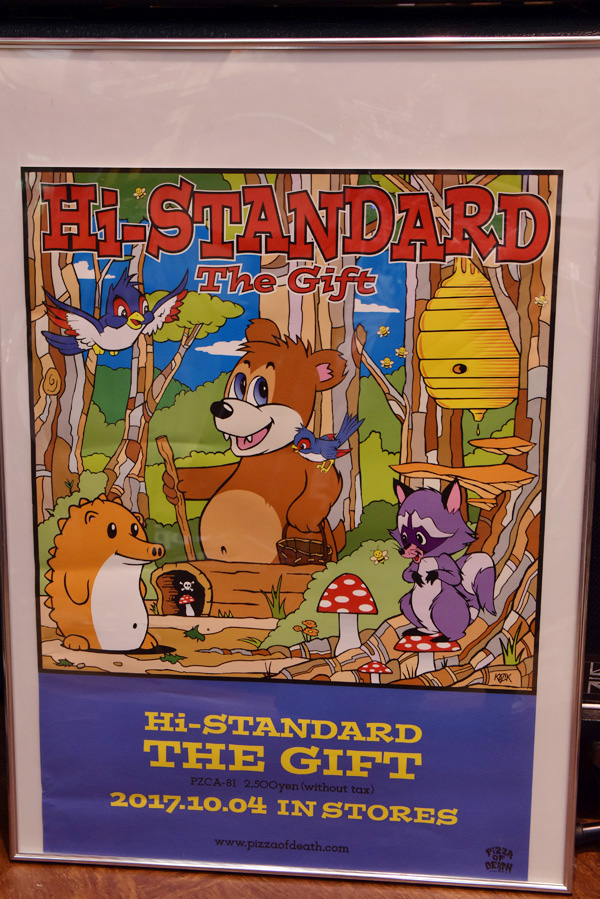 Hi-STANDARD
The Gift
Hi-STANDARD
THE GIFT
PZCA-81 2,500yen (without tax)
2017.10.04 IN STORES
www.pizzaofdeath.com
PIZZA
OF
DEATH